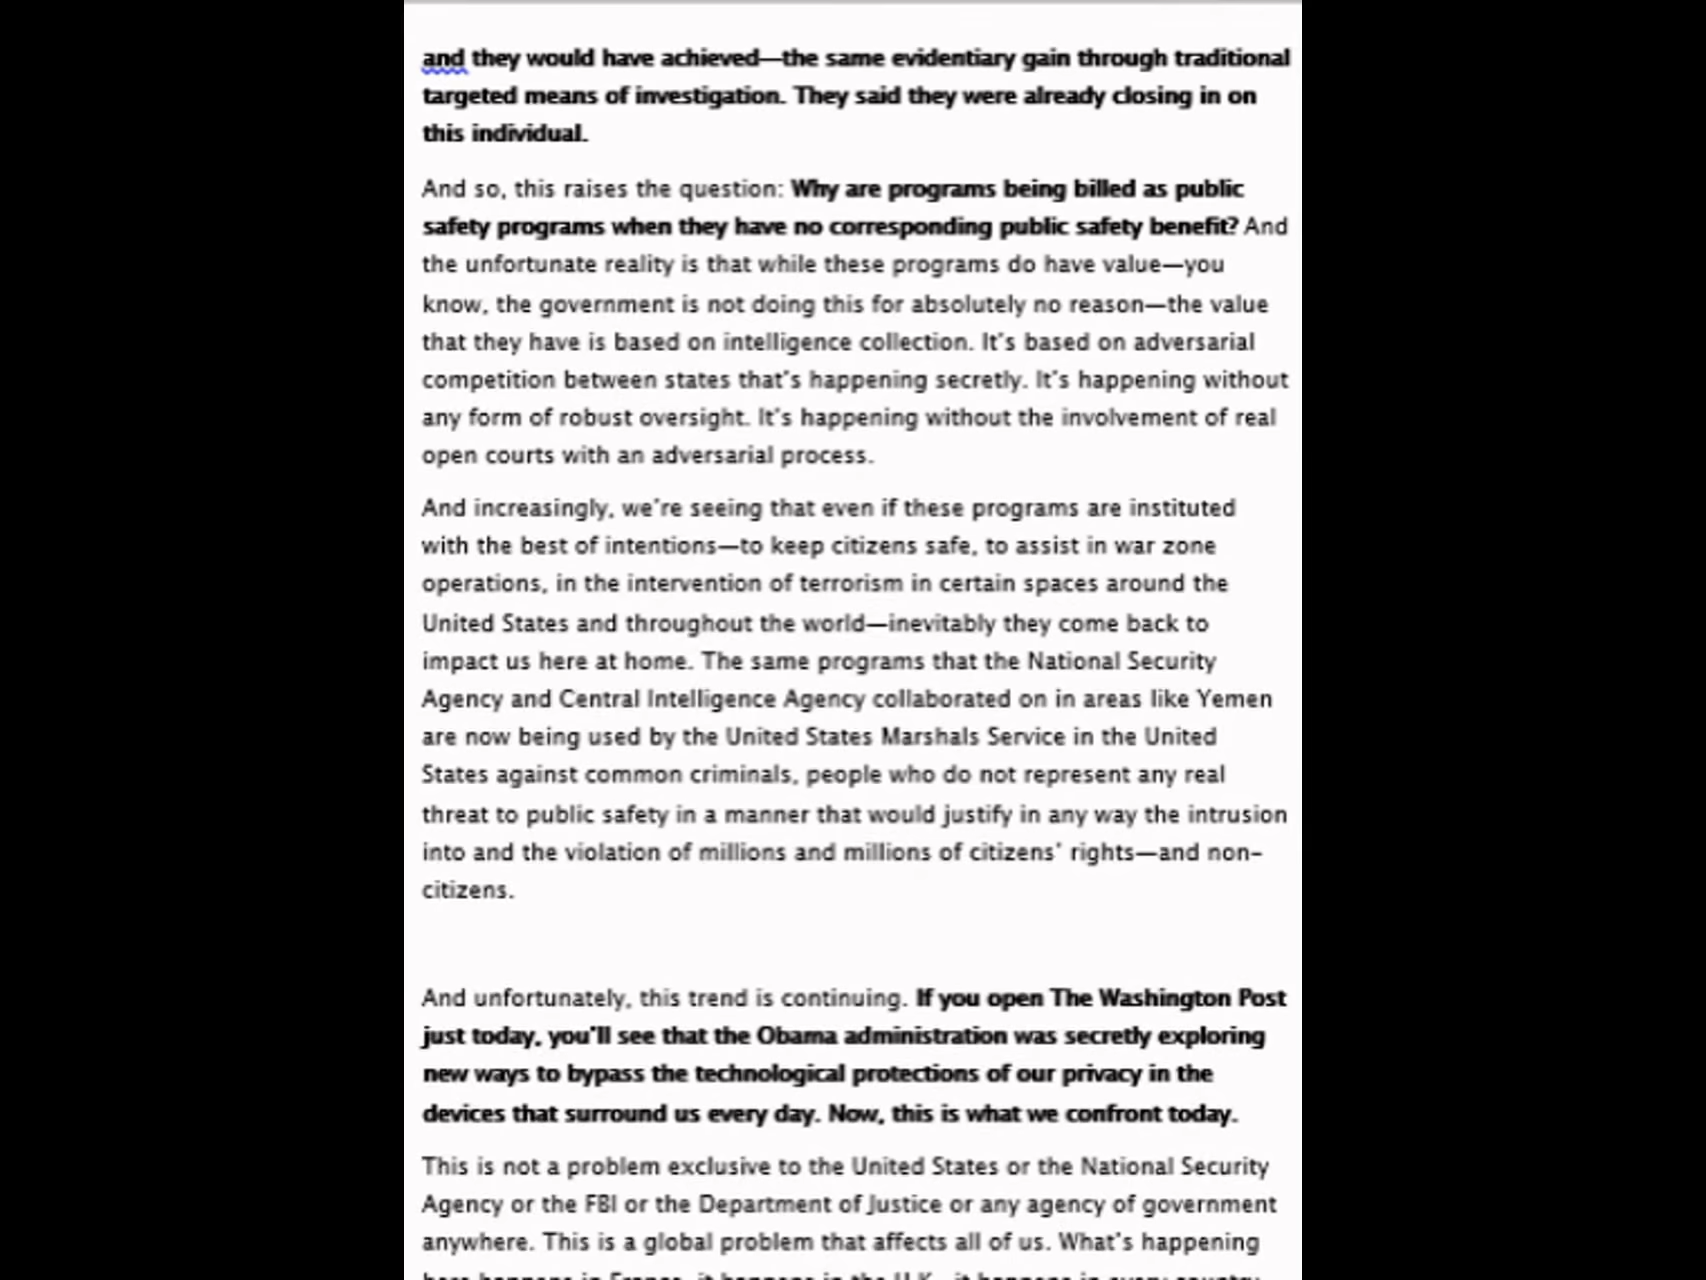 and they would have achieved—the same evidentiary gain through traditional
targeted means of investigation. They said they were already closing in on
this individual.
And so, this raises the question: Why are programs being billed as public
safety programs when they have no corresponding public safety benefit? And
the unfortunate reality is that while these programs do have value—you
know, the government is not doing this for absolutely no reason—the value
that they have is based on intelligence collection. It's based on adversarial
competition between states that's happening secretly. It's happening without
any form of robust oversight. It's happening without the involvement of real
open courts with an adversarial process.
And increasingly, we're seeing that even if these programs are instituted
with the best of intentions—to keep citizens safe, to assist in war zone
operations, in the intervention of terrorism in certain spaces around the
United States and throughout the world—inevitably they come back to
impact us here at home. The same programs that the National Security
Agency and Central Intelligence Agency collaborated on in areas like Yemen
are now being used by the United States Marshals Service in the United
States against common criminals, people who do not represent any real
threat to public safety in a manner that would justify in any way the intrusion
into and the violation of millions and millions of citizens' rights—and non-
citizens.
And unfortunately, this trend is continuing. If you open The Washington Post
just today, you'll see that the Obama administration was secretly exploring
new ways to bypass the technological protections of our privacy in the
devices that surround us every day. Now, this is what we confront today.
This is not a problem exclusive to the United States or the National Security
Agency or the FBI or the Department of Justice or any agency of government
anywhere. This is a global problem that affects all of us. What's happening
here happens in France, it happens in the U.K., it happens in every country